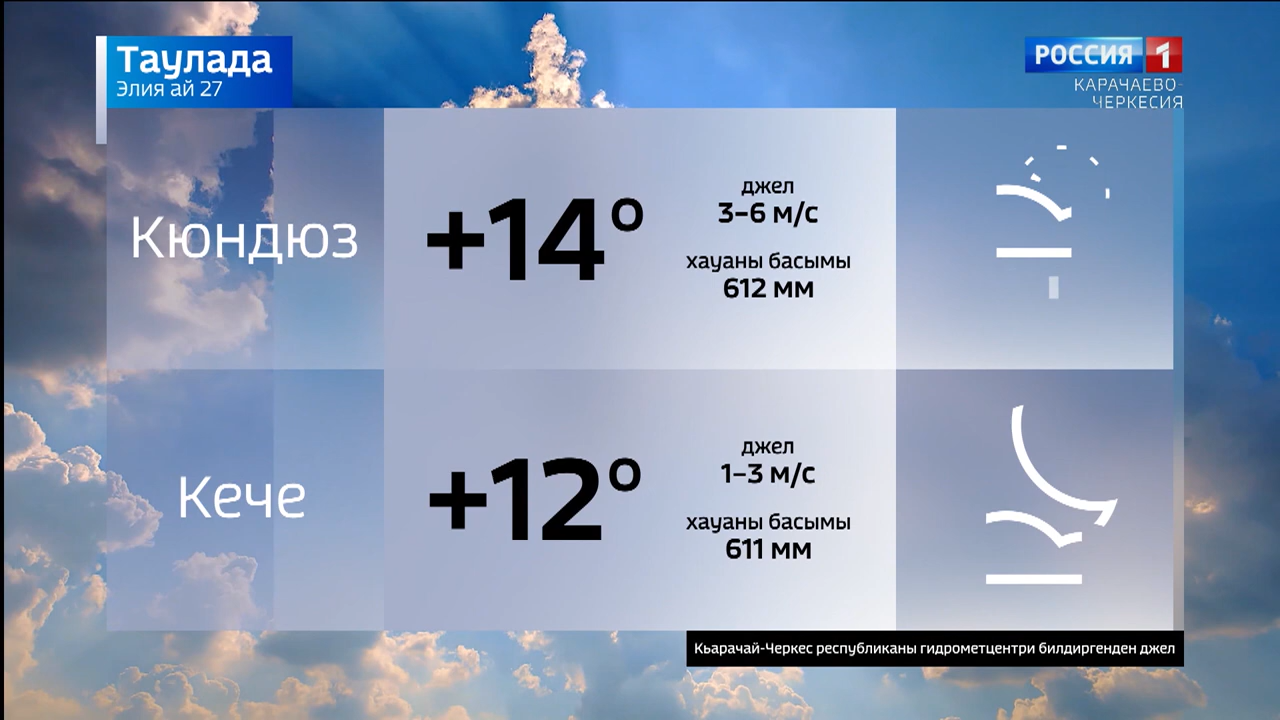 Таулада
Элия ай 27
РОССИЯ 1
КАРАЧАЕВО-
ЧЕРКЕСИЯ
Кюндюз
+14°
джел
3-6 м/с
хауаны басымы
612 мм
Кече
+12°
джел
1-3 м/с
хауаны басымы
611 мм
Кьарачай-Черкес республиканы гидрометцентри билдиргенден джел